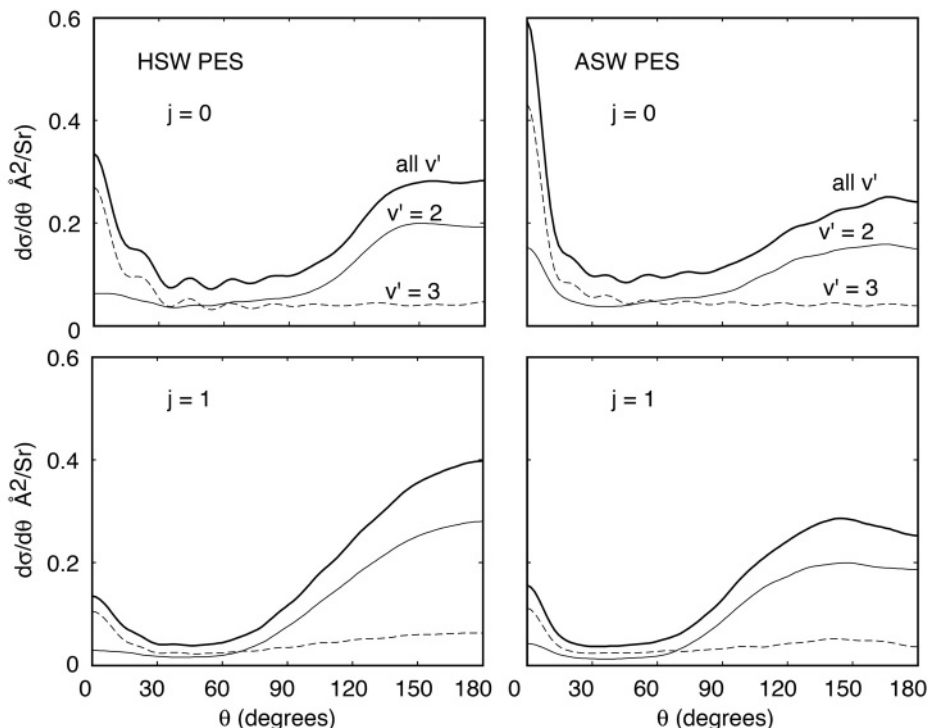 0.6
HSW PES
j = 0
0.4
all v'
v' = 2
0.2
v' = 3
0
dσ/dθ Å²/Sr)
ASW PES
j = 0
all v'
v' = 2
v' = 3
0.6
j = 1
0.4
0.2
0
dσ/dθ Å²/Sr)
0 30 60 90 120 150 180
θ (degrees)
j = 1
0 30 60 90 120 150 180
θ (degrees)